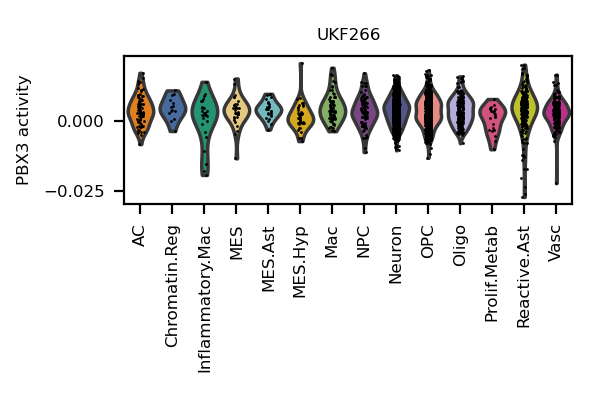 UKF266
PBX3 activity
0.000
−0.025
AC
Chromatin.Reg
Inflammatory.Mac
MES
MES.Ast
MES.Hyp
Mac
NPC
Neuron
OPC
Oligo
Prolif.Metab
Reactive.Ast
Vasc